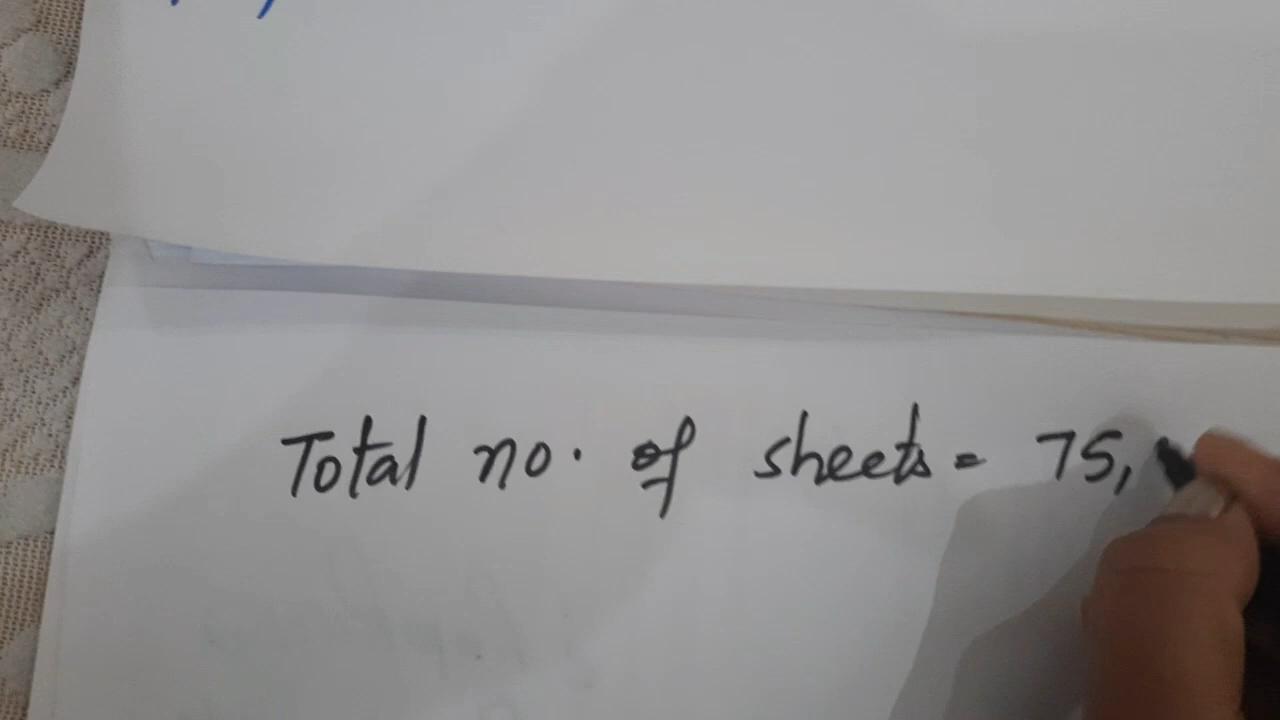 Total no. of sheets = 75,